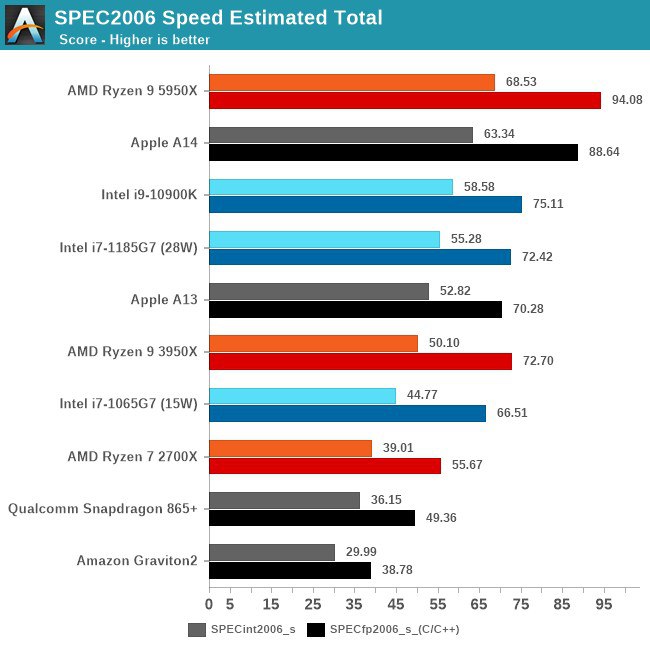 SPEC2006 Speed Estimated Total
Score - Higher is better
AMD Ryzen 9 5950X 68.53
94.08
Apple A14 63.34
88.64
Intel i9-10900K 58.58
75.11
Intel i7-1185G7 (28W) 55.28
72.42
Apple A13 52.82
70.28
AMD Ryzen 9 3950X 50.10
72.70
Intel i7-1065G7 (15W) 44.77
66.51
AMD Ryzen 7 2700X 39.01
55.67
Qualcomm Snapdragon 865+ 36.15
49.36
Amazon Graviton2 29.99
38.78
0 5 15 25 35 45 55 65 75 85 95
SPECint2006_s SPECfp2006_s_(C/C++)